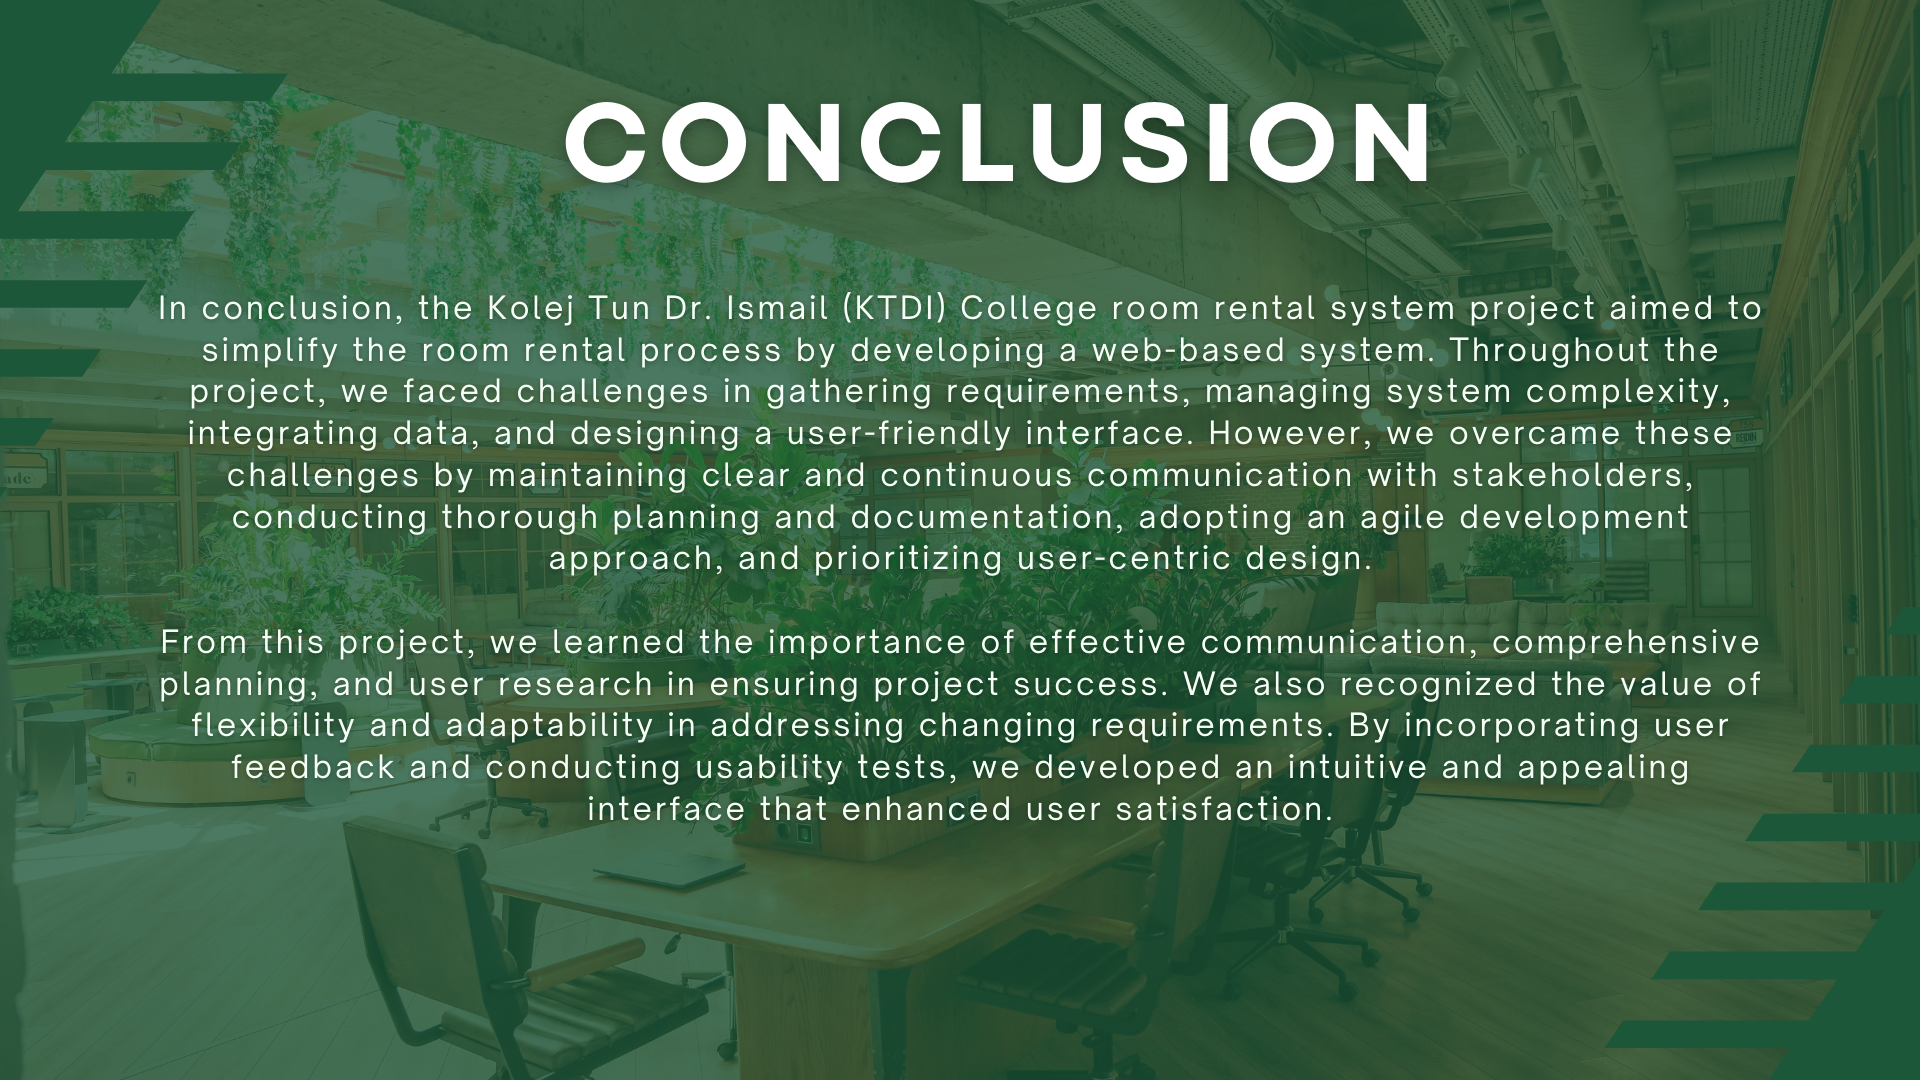 CONCLUSION
In conclusion, the Kolej Tun Dr. Ismail (KTDI) College room rental system project aimed to
simplify the room rental process by developing a web-based system. Throughout the
project, we faced challenges in gathering requirements, managing system complexity,
integrating data, and designing a user-friendly interface. However, we overcame these
challenges by maintaining clear and continuous communication with stakeholders,
conducting thorough planning and documentation, adopting an agile development
approach, and prioritizing user-centric design.
From this project, we learned the importance of effective communication, comprehensive
planning, and user research in ensuring project success. We also recognized the value of
flexibility and adaptability in addressing changing requirements. By incorporating user
feedback and conducting usability tests, we developed an intuitive and appealing
interface that enhanced user satisfaction.